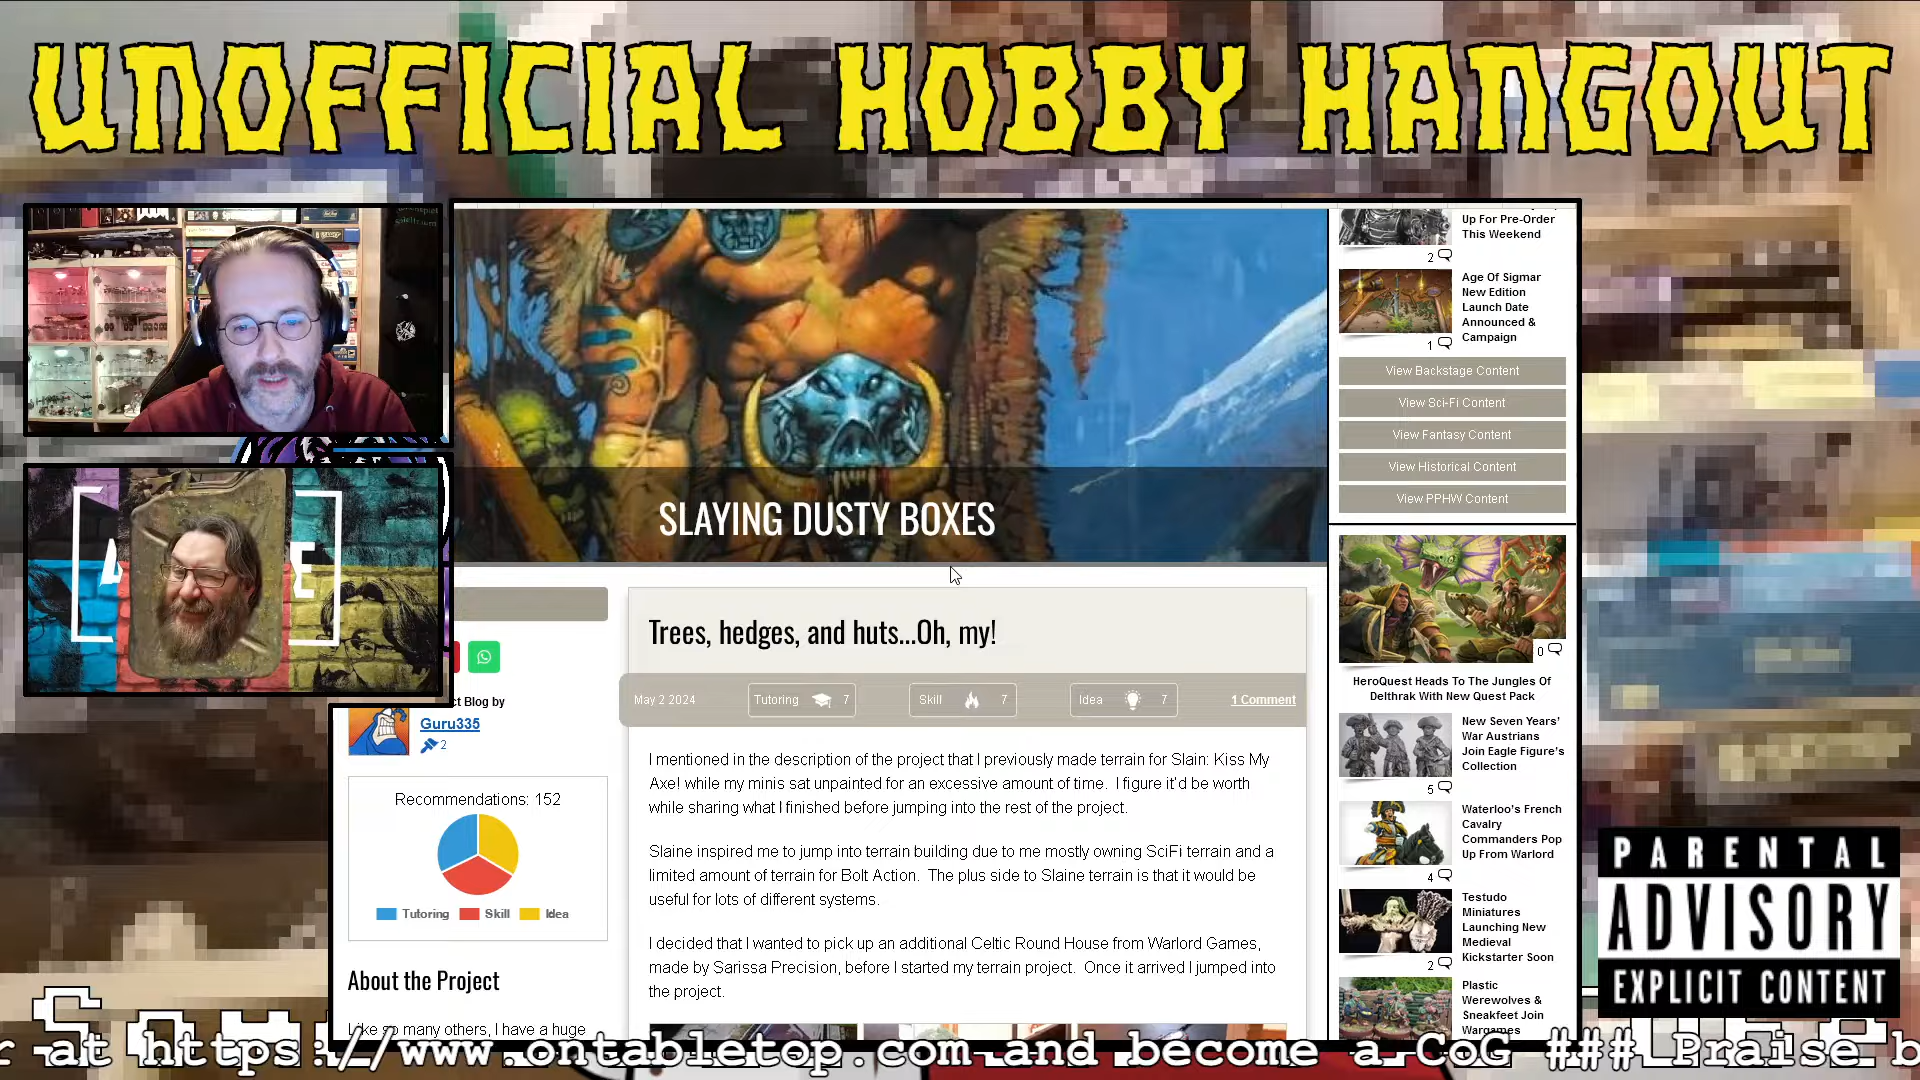 UNOFFICIAL HOBBY HANGOUT
SLAYING DUSTY BOXES
Trees, hedges, and huts...Oh, my!
May 2 2024
Tutoring 7
Skill 7
Idea 7
1 Comment
I mentioned in the description of the project that I previously made terrain for Slain: Kiss My
Axe! while my minis sat unpainted for an excessive amount of time. I figure it'd be worth
while sharing what I finished before jumping into the rest of the project.
Slaine inspired me to jump into terrain building due to me mostly owning SciFi terrain and a
limited amount of terrain for Bolt Action. The plus side to Slaine terrain is that it would be
useful for lots of different systems.
I decided that I wanted to pick up an additional Celtic Round House from Warlord Games,
made by Sarissa Precision, before I started my terrain project. Once it arrived I jumped into
the project.
Blog by
Guru335
2
Recommendations: 152
Tutoring Skill Idea
About the Project
Like so many others, I have a huge
Up For Pre-Order
This Weekend
2
Age Of Sigmar
New Edition
Launch Date
Announced &
Campaign
1
View Backstage Content
View Sci-Fi Content
View Fantasy Content
View Historical Content
View PPHW Content
0
HeroQuest Heads To The Jungles Of
Delthrak With New Quest Pack
New Seven Years'
War Austrians
Join Eagle Figure's
Collection
5
Waterloo's French
Cavalry
Commanders Pop
Up From Warlord
4
Testudo
Miniatures
Launching New
Medieval
Kickstarter Soon
2
Plastic
Werewolves &
Sneakfeet Join
Wargames
PARENTAL
ADVISORY
EXPLICIT CONTENT
at https://www.ontabletop.com and become a CoG ### Praise